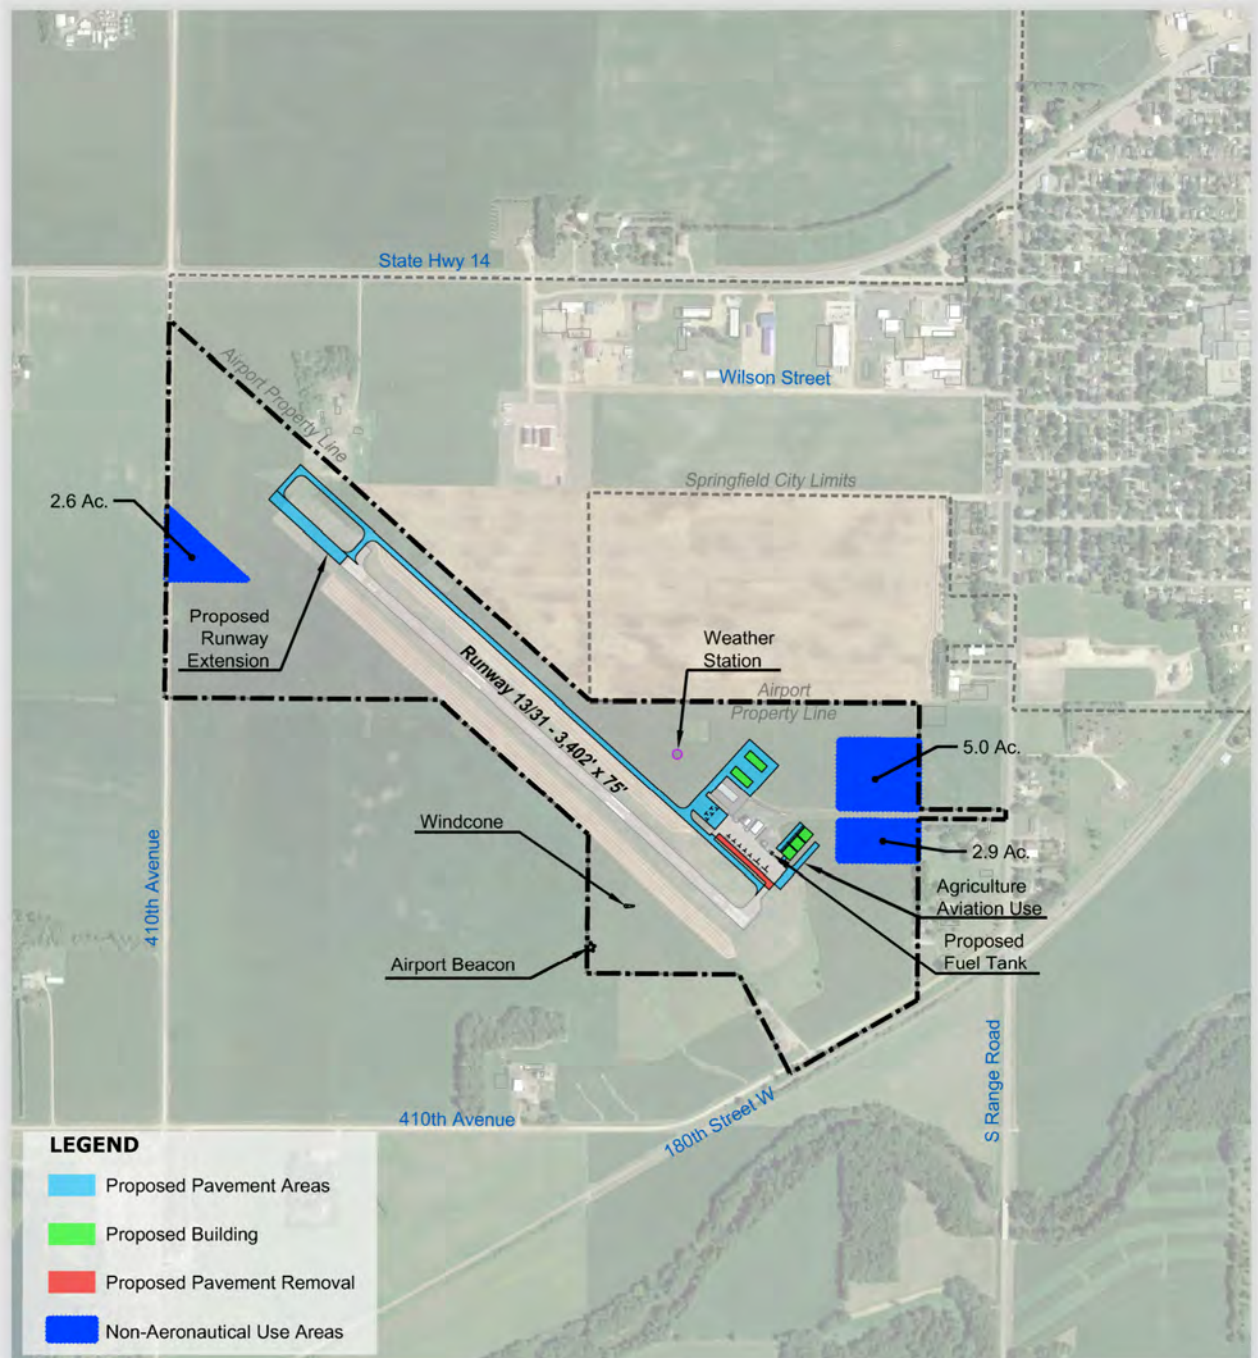 State Hwy 14
Airport Property Line
Wilson Street
Springfield City Limits
2.6 Ac.
Proposed
Runway
Extension
Weather
Station
Runway 13/31 - 3,402' x 75'
Airport
Property Line
5.0 Ac.
Windcone
2.9 Ac.
410th Avenue
Agriculture
Aviation Use
Proposed
Fuel Tank
Airport Beacon
S Range Road
410th Avenue
180th Street W
LEGEND
Proposed Pavement Areas
Proposed Building
Proposed Pavement Removal
Non-Aeronautical Use Areas